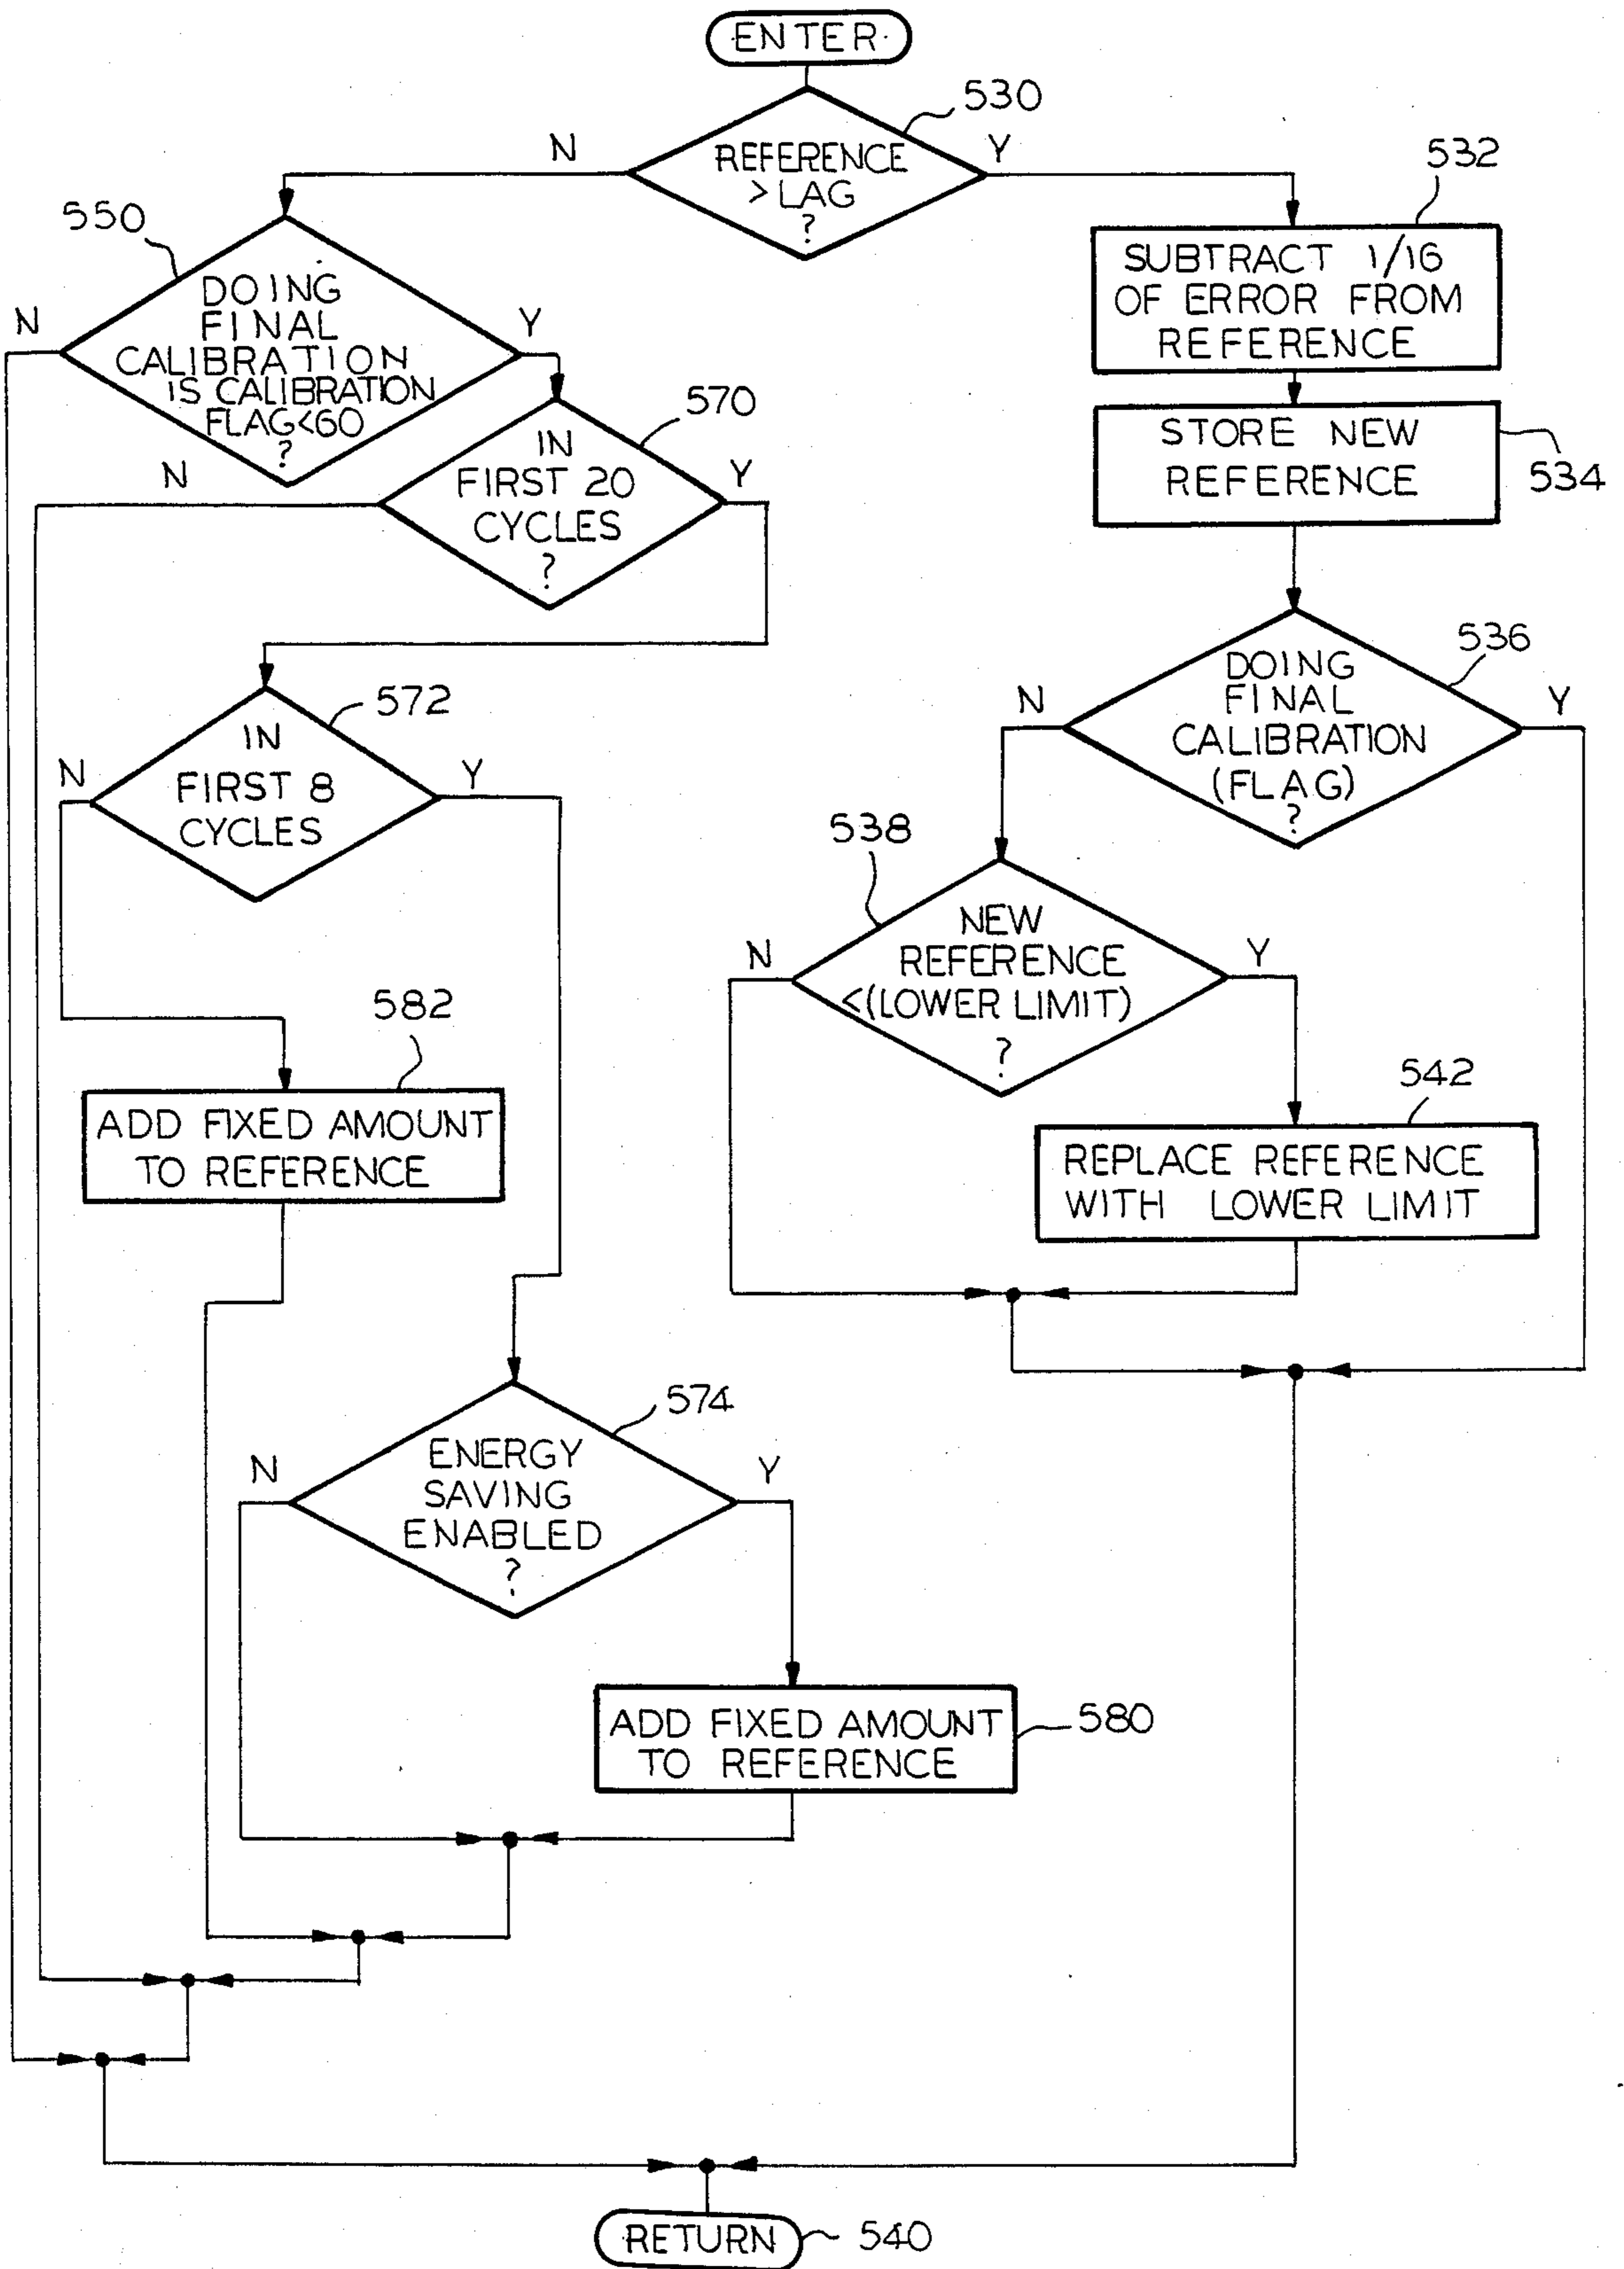 ENTER
530
N
REFERENCE
> LAG
?
Y
532
SUBTRACT 1/16
OF ERROR FROM
REFERENCE
550
N
DOING
FINAL
CALIBRATION
IS CALIBRATION
FLAG<60
?
Y
STORE NEW
REFERENCE
534
570
N
IN
FIRST 20
CYCLES
?
Y
536
N
DOING
FINAL
CALIBRATION
(FLAG)
?
Y
572
N
IN
FIRST 8
CYCLES
Y
538
N
NEW
REFERENCE
<(LOWER LIMIT)
?
Y
582
ADD FIXED AMOUNT
TO REFERENCE
542
REPLACE REFERENCE
WITH LOWER LIMIT
574
N
ENERGY
SAVING
ENABLED
?
Y
ADD FIXED AMOUNT
TO REFERENCE
580
RETURN
540